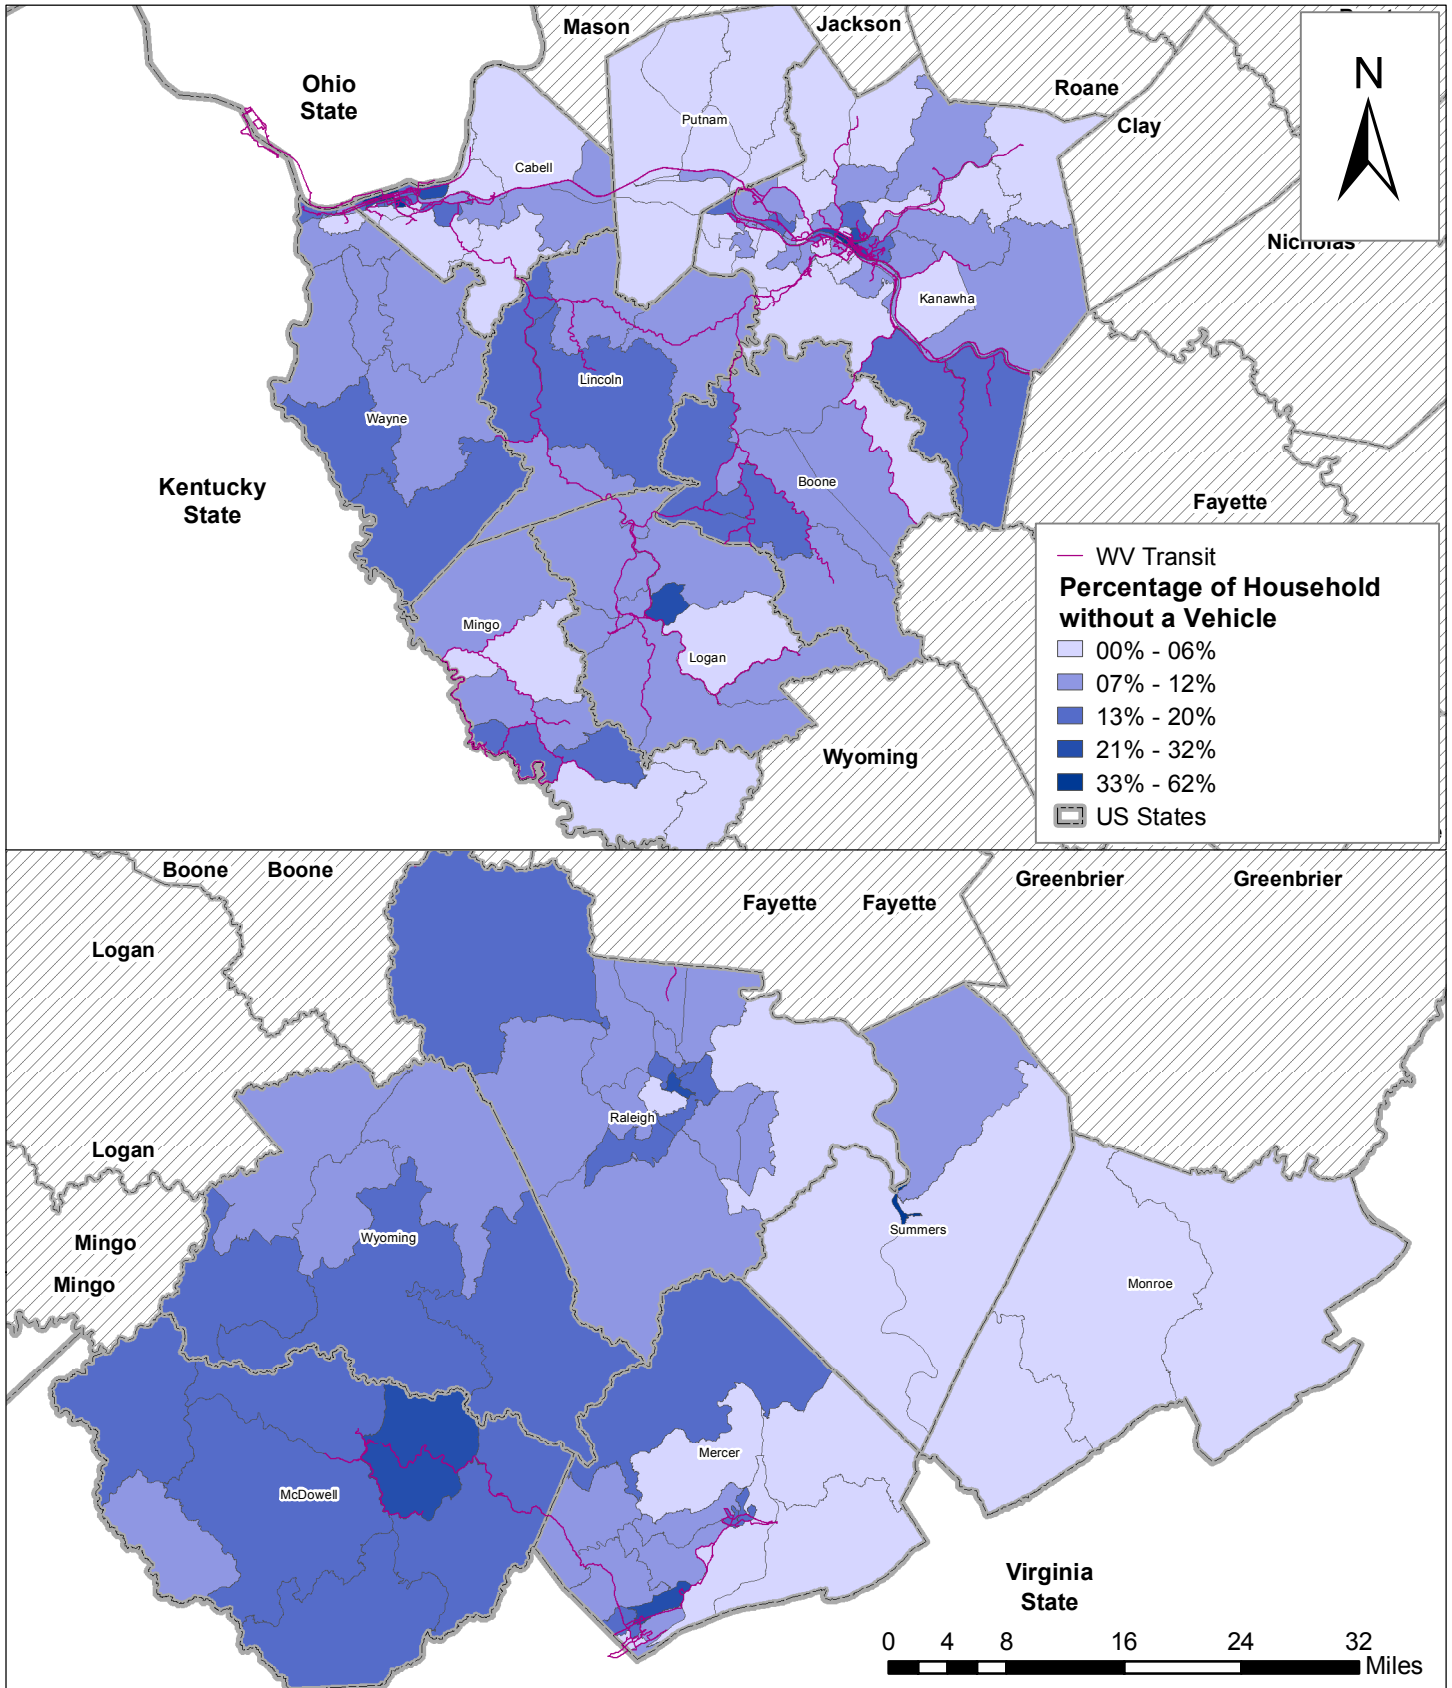 Mason
Jackson
Ohio
State
Roane
N
Putnam
Clay
Cabell
Nicholas
Kanawha
Lincoln
Wayne
Kentucky
State
Boone
Fayette
WV Transit
Percentage of Household
without a Vehicle
00% - 06%
07% - 12%
13% - 20%
21% - 32%
33% - 62%
US States
Mingo
Logan
Wyoming
Boone
Boone
Fayette
Fayette
Greenbrier
Greenbrier
Logan
Raleigh
Logan
Summers
Wyoming
Mingo
Mingo
Monroe
Mercer
McDowell
Virginia
State
0 4 8 16 24 32
Miles